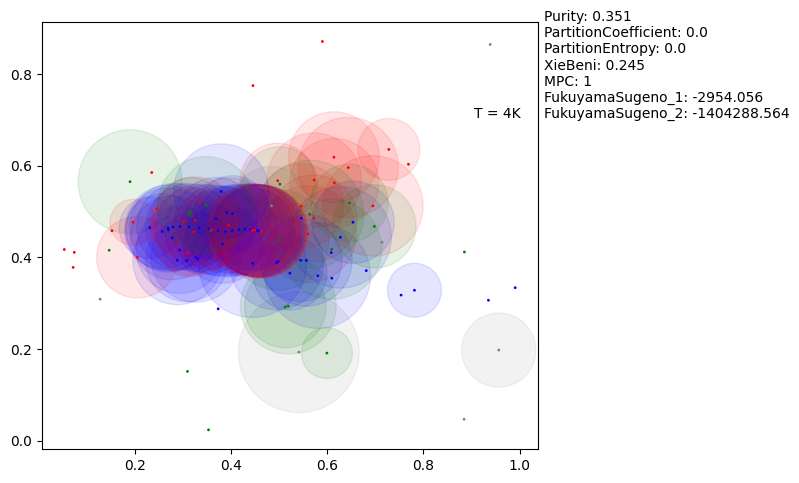 Purity: 0.351
PartitionCoefficient: 0.0
PartitionEntropy: 0.0
XieBeni: 0.245
MPC: 1
FukuyamaSugeno_1: -2954.056
FukuyamaSugeno_2: -1404288.564
T = 4K
0.8
0.6
0.4
0.2
0.0
0.2 0.4 0.6 0.8 1.0